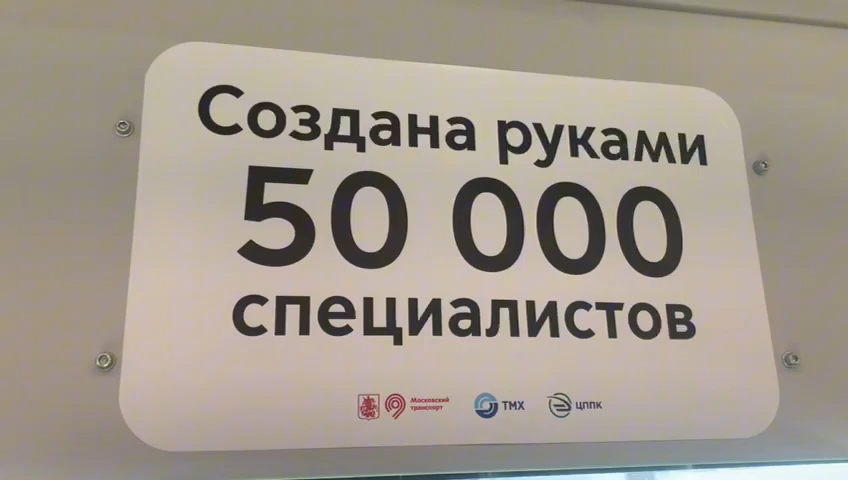 Создана руками
50 000
специалистов
Московский
транспорт
ТМХ
ЦППК